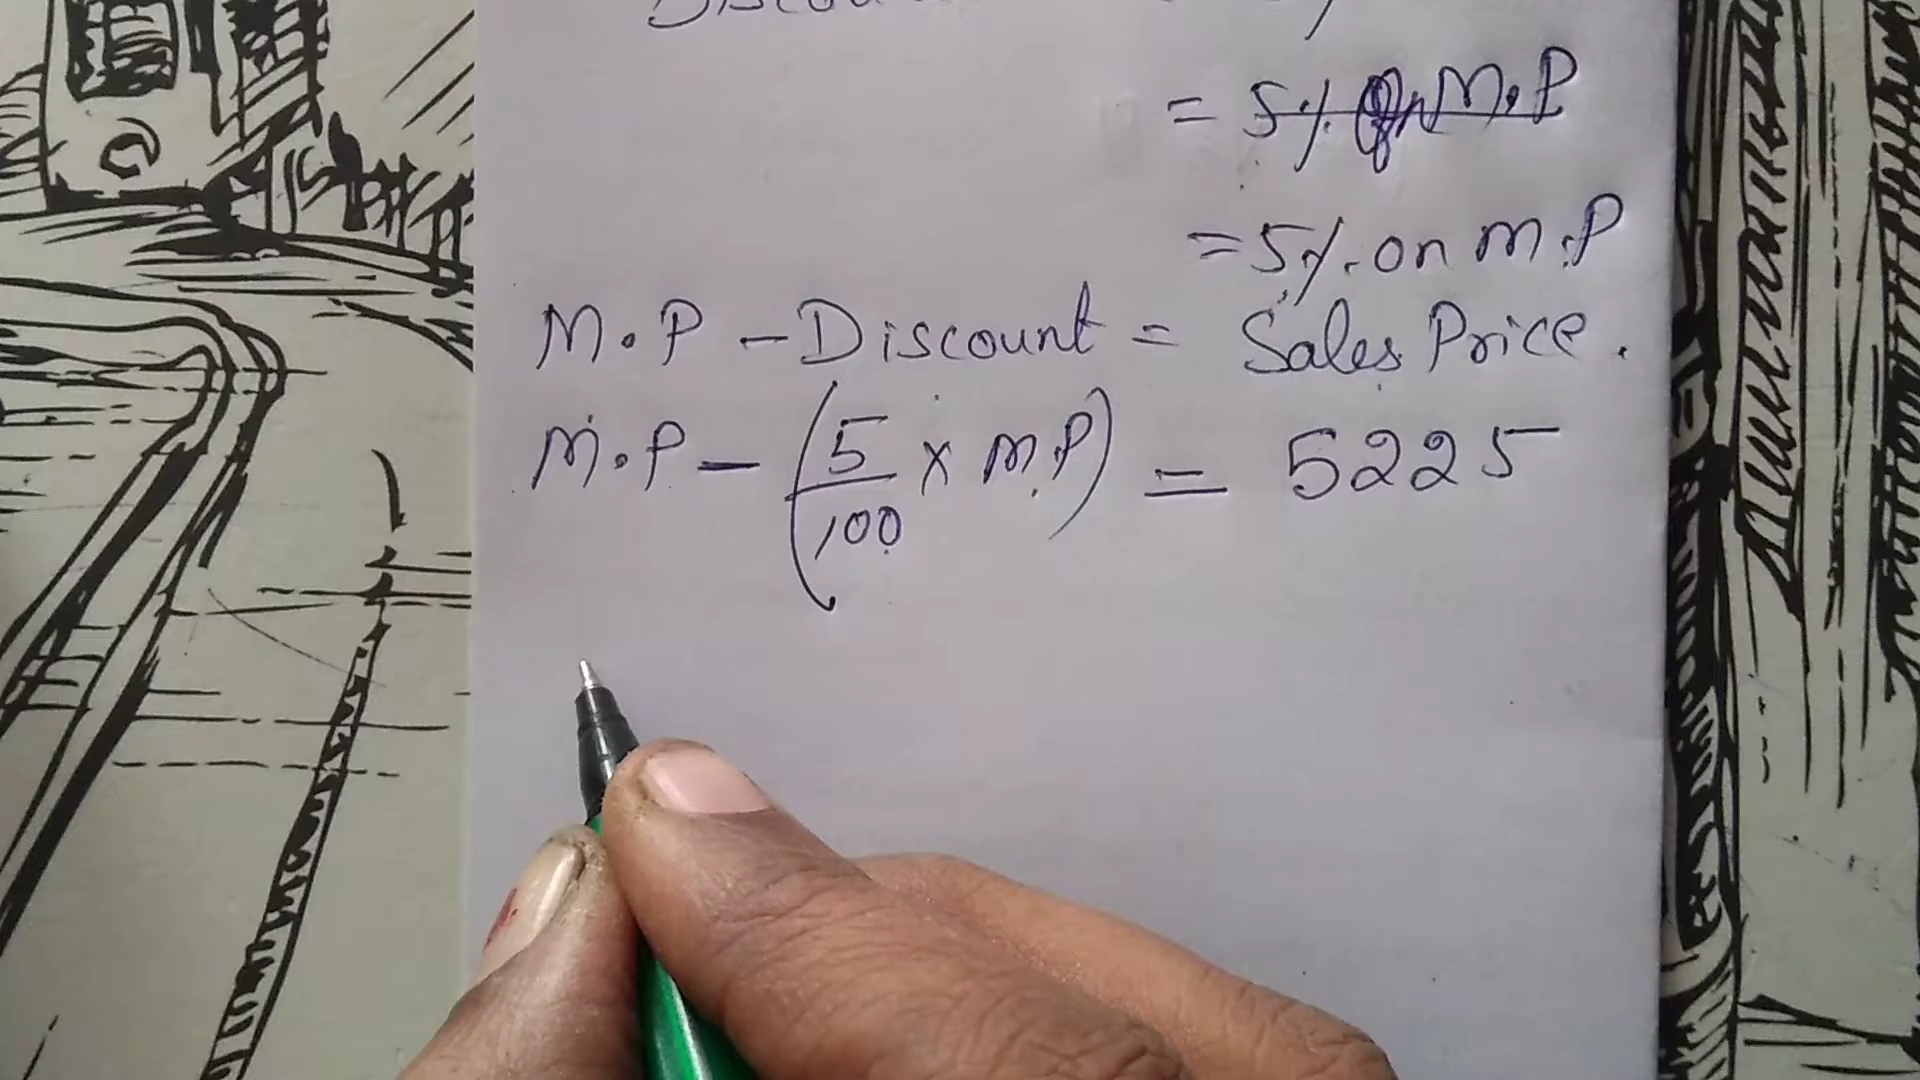 = 5% on M.P
= 5%. on M.P
M.P - Discount = Sales Price.
M.P - (5/100 x M.P) = 5225